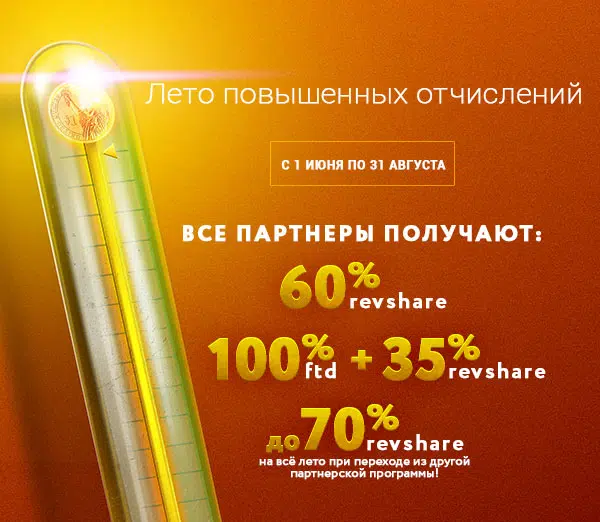 Лето повышенных отчислений
С 1 ИЮНЯ ПО 31 АВГУСТА
ВСЕ ПАРТНЕРЫ ПОЛУЧАЮТ:
60% revshare
100% ftd + 35% revshare
до 70% revshare
на всё лето при переходе из другой
партнерской программы!